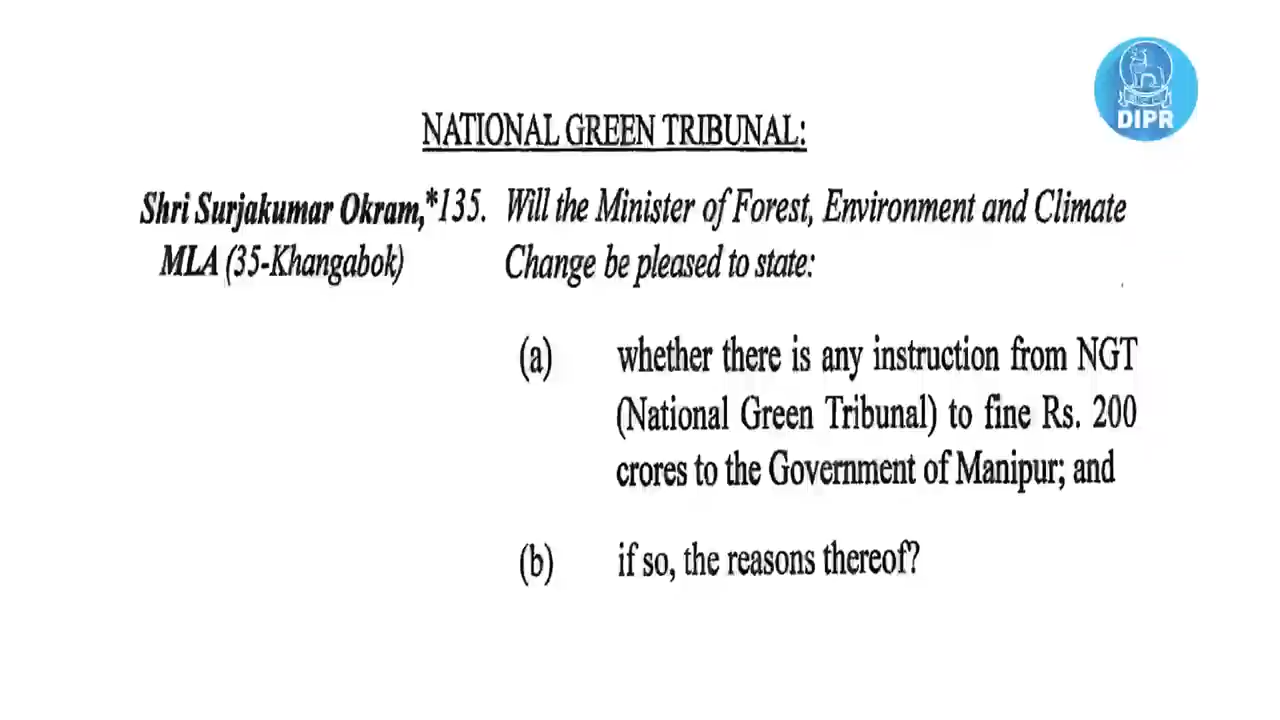 DIPR
NATIONAL GREEN TRIBUNAL:
Shri Surjakumar Okram,*135. Will the Minister of Forest, Environment and Climate
MLA (35-Khangabok) Change be pleased to state:
(a) whether there is any instruction from NGT
(National Green Tribunal) to fine Rs. 200
crores to the Government of Manipur; and
(b) if so, the reasons thereof?